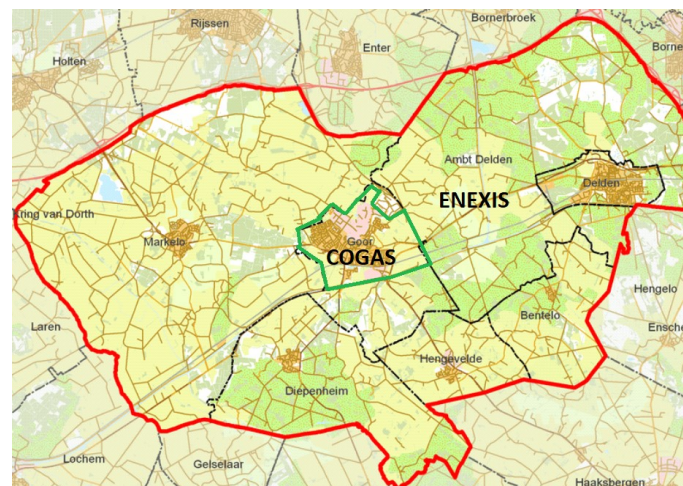 Rijssen
Bornerbroek
Enter
Borne
Holten
Ambt Delden
Delden
ENEXIS
Kring van Dorth
Markelo
Goor
COGAS
Hengelo
Laren
Bentelo
Ensche
Hengevelde
Diepenheim
Lochem
Gelselaar
Haaksbergen